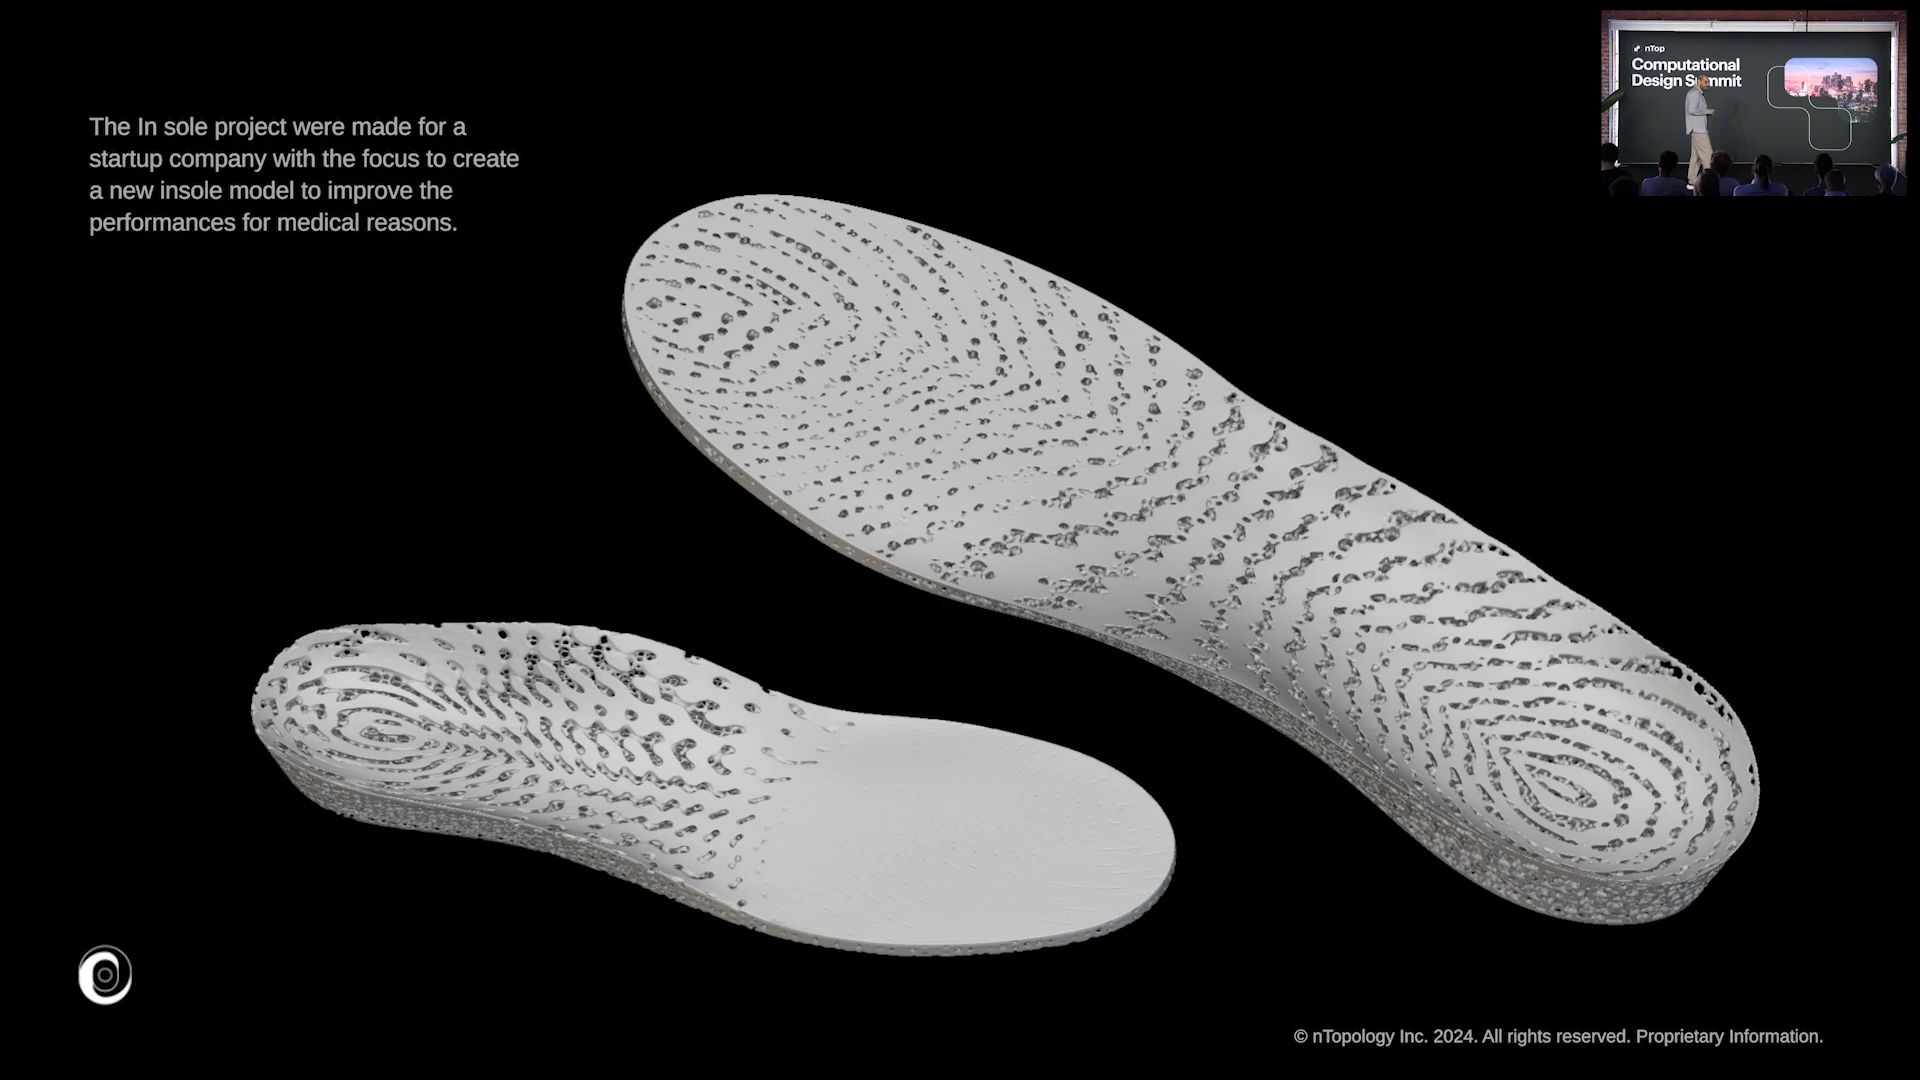 The In sole project were made for a
startup company with the focus to create
a new insole model to improve the
performances for medical reasons.
nTop
Computational
Design Summit
© nTopology Inc. 2024. All rights reserved. Proprietary Information.